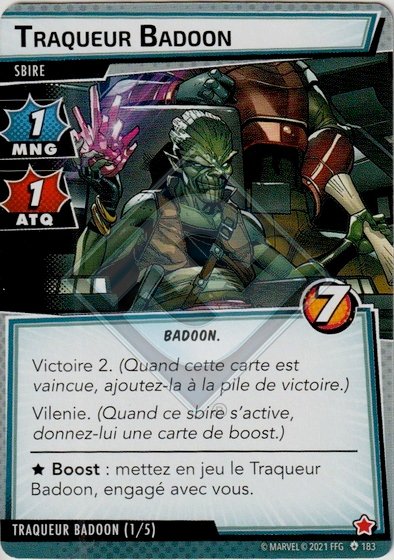 TRAQUEUR BADOON
SBIRE
1
MNG
1
ATQ
7
BADOON.
Victoire 2. (Quand cette carte est
vaincue, ajoutez-la à la pile de victoire.)
Vilenie. (Quand ce sbire s'active,
donnez-lui une carte de boost.)
★ Boost : mettez en jeu le Traqueur
Badoon, engagé avec vous.
TRAQUEUR BADOON (1/5)
© MARVEL © 2021 FFG 183